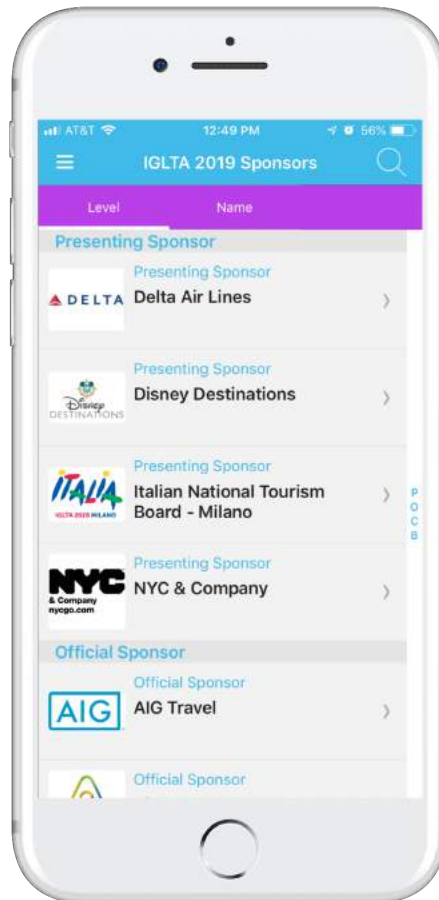 AT&T 12:49 PM 56%
IGLTA 2019 Sponsors
Level Name
Presenting Sponsor
Presenting Sponsor
DELTA Delta Air Lines
Presenting Sponsor
Disney Destinations
Disney
DESTINATIONS
Presenting Sponsor
ITALIA Italian National Tourism
Board - Milano
IGLTA 2020 MILANO
Presenting Sponsor
NYC NYC & Company
& Company
nycgo.com
Official Sponsor
Official Sponsor
AIG AIG Travel
Official Sponsor
P
O
C
B